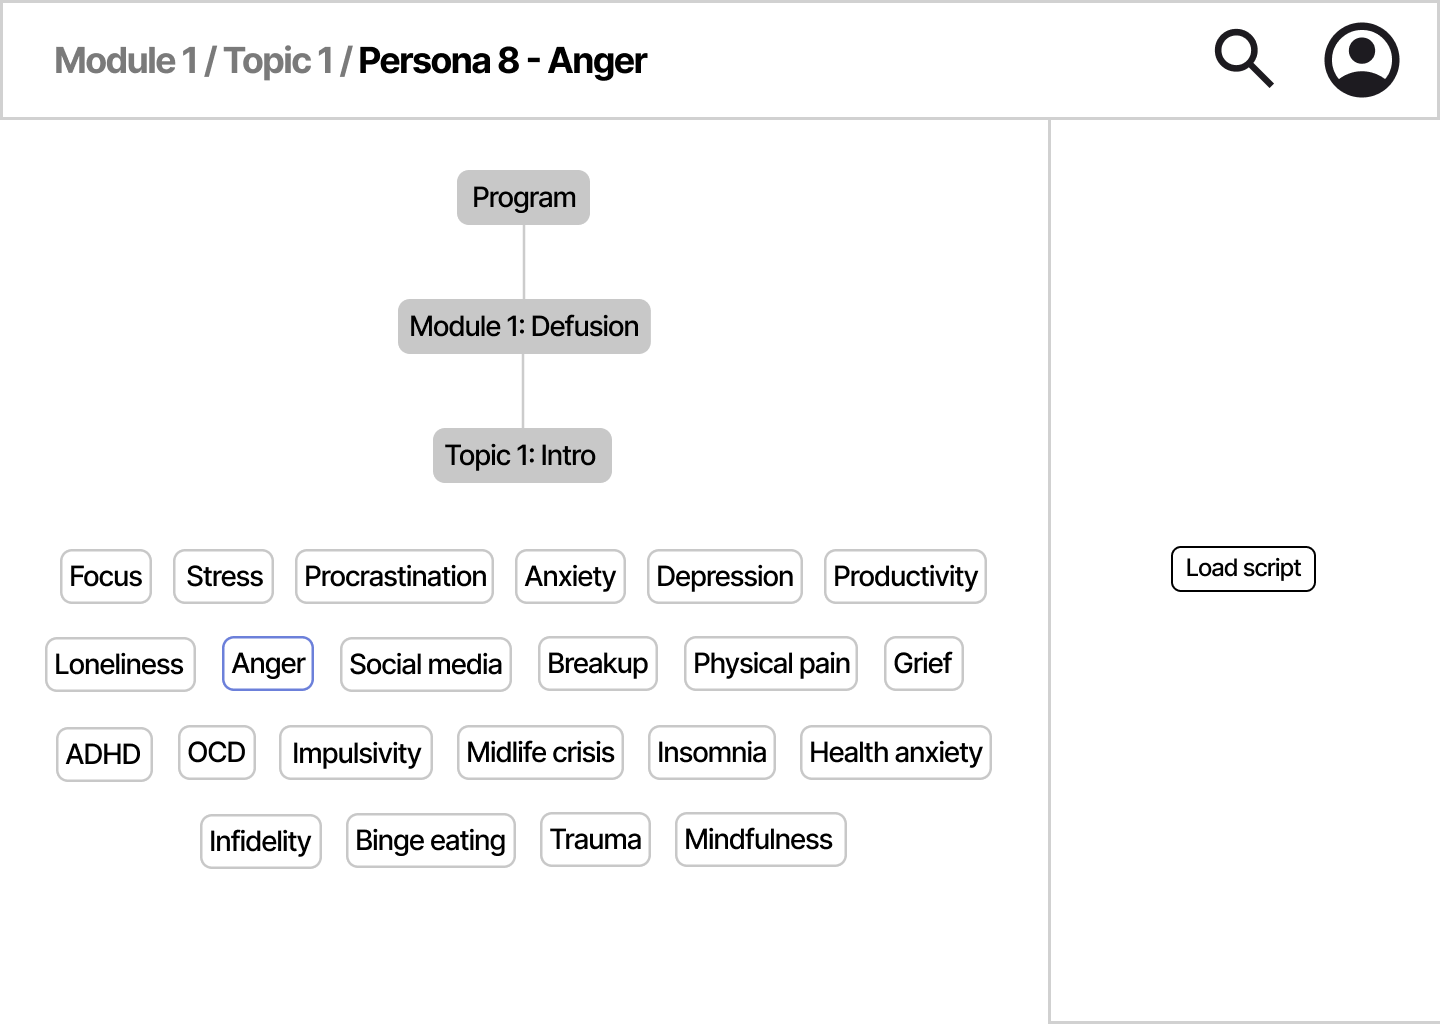 Module 1 / Topic 1 / Persona 8 - Anger
Program
Module 1: Defusion
Topic 1: Intro
Focus
Stress
Procrastination
Anxiety
Depression
Productivity
Loneliness
Anger
Social media
Breakup
Physical pain
Grief
ADHD
OCD
Impulsivity
Midlife crisis
Insomnia
Health anxiety
Infidelity
Binge eating
Trauma
Mindfulness
Load script